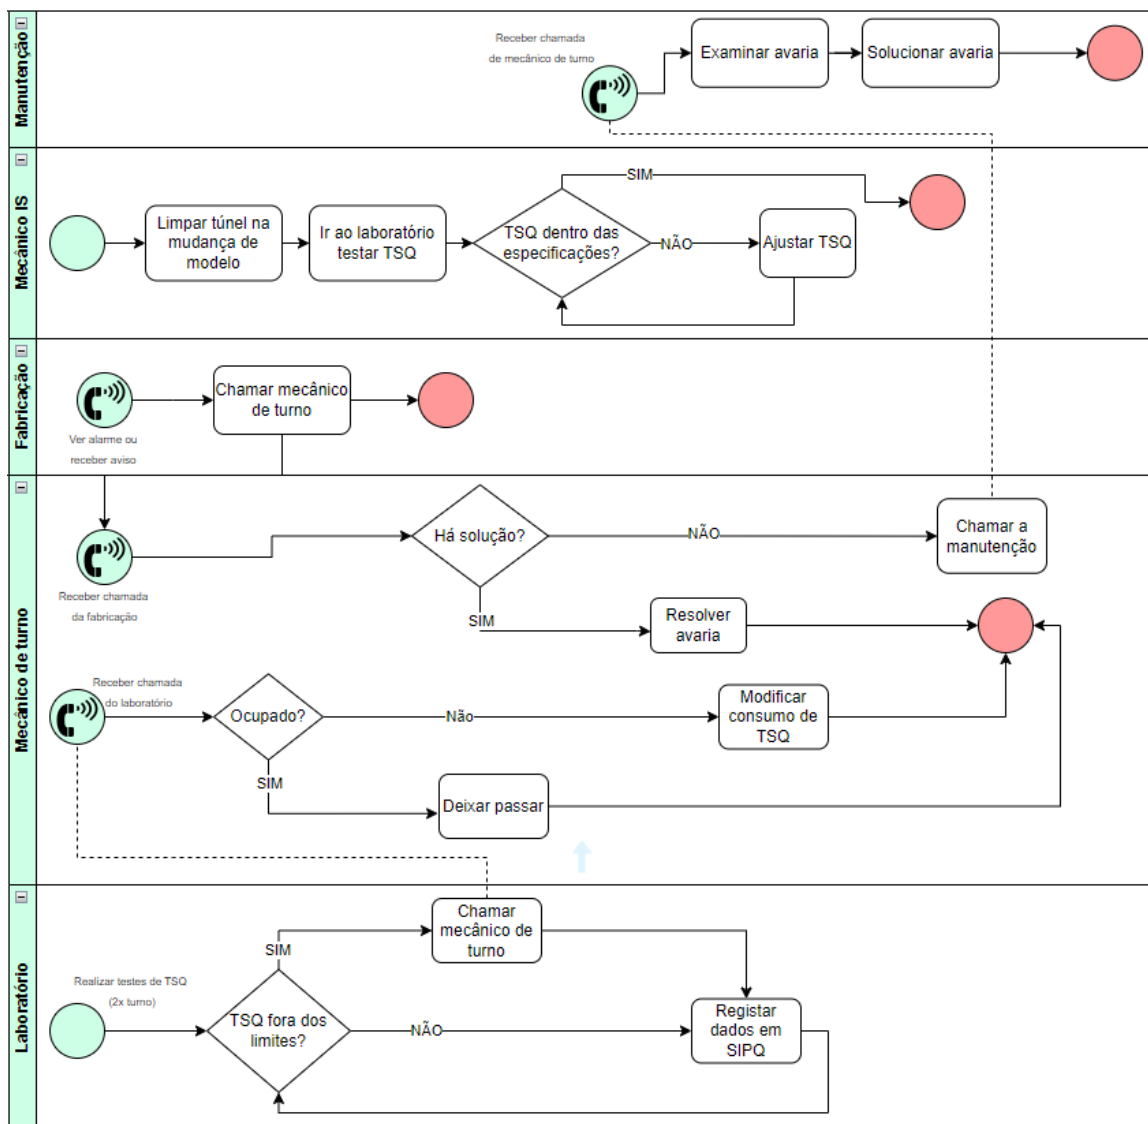 Manutenção
Receber chamada
de mecânico de turno
Examinar avaria
Solucionar avaria
Mecânico IS
Limpar túnel na
mudança de
modelo
Ir ao laboratório
testar TSQ
TSQ dentro das
especificações?
SIM
NÃO
Ajustar TSQ
Fabricação
Ver alarme ou
receber aviso
Chamar mecânico
de turno
Mecânico de turno
Receber chamada
da fabricação
Há solução?
NÃO
Chamar a
manutenção
SIM
Resolver
avaria
Receber chamada
do laboratório
Ocupado?
Não
Modificar
consumo de
TSQ
SIM
Deixar passar
Laboratório
Realizar testes de TSQ
(2x turno)
TSQ fora dos
limites?
SIM
Chamar
mecânico de
turno
NÃO
Registar
dados em
SIPQ